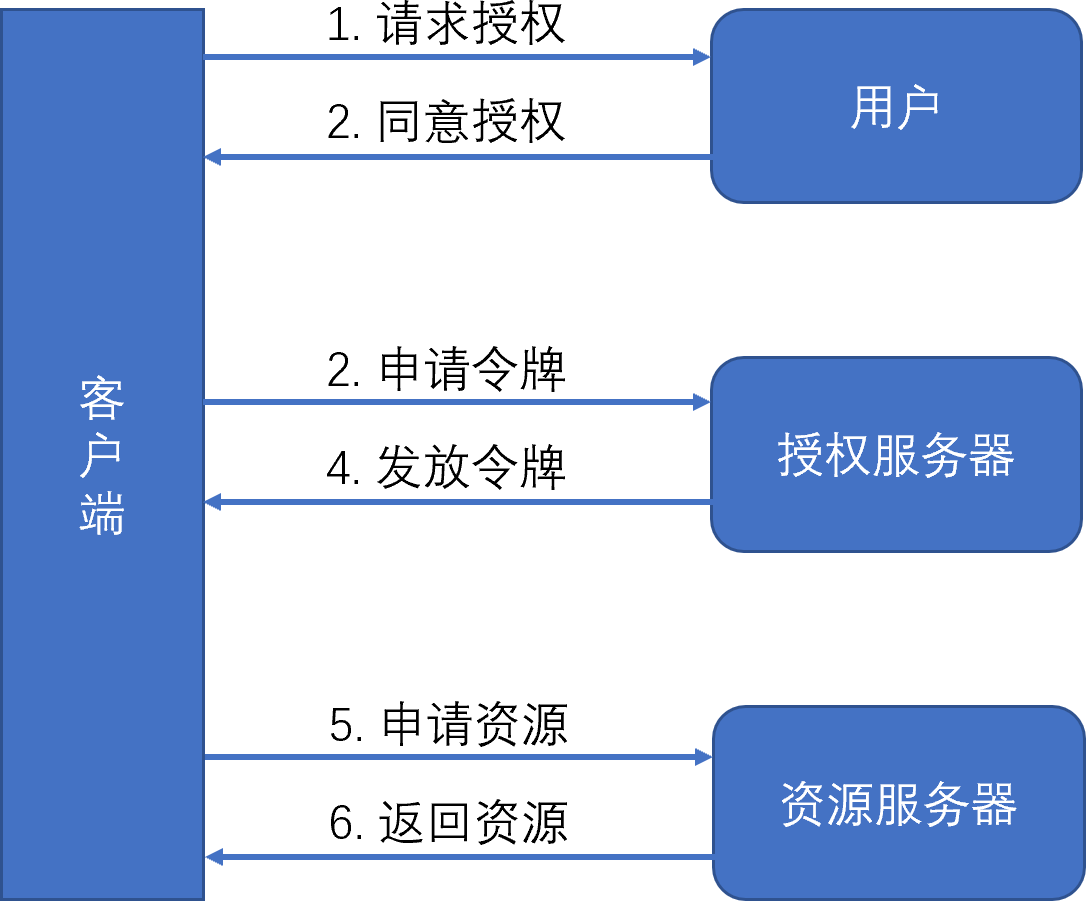 1. 请求授权
用户
2. 同意授权
客
户
端
2. 申请令牌
授权服务器
4. 发放令牌
5. 申请资源
资源服务器
6. 返回资源